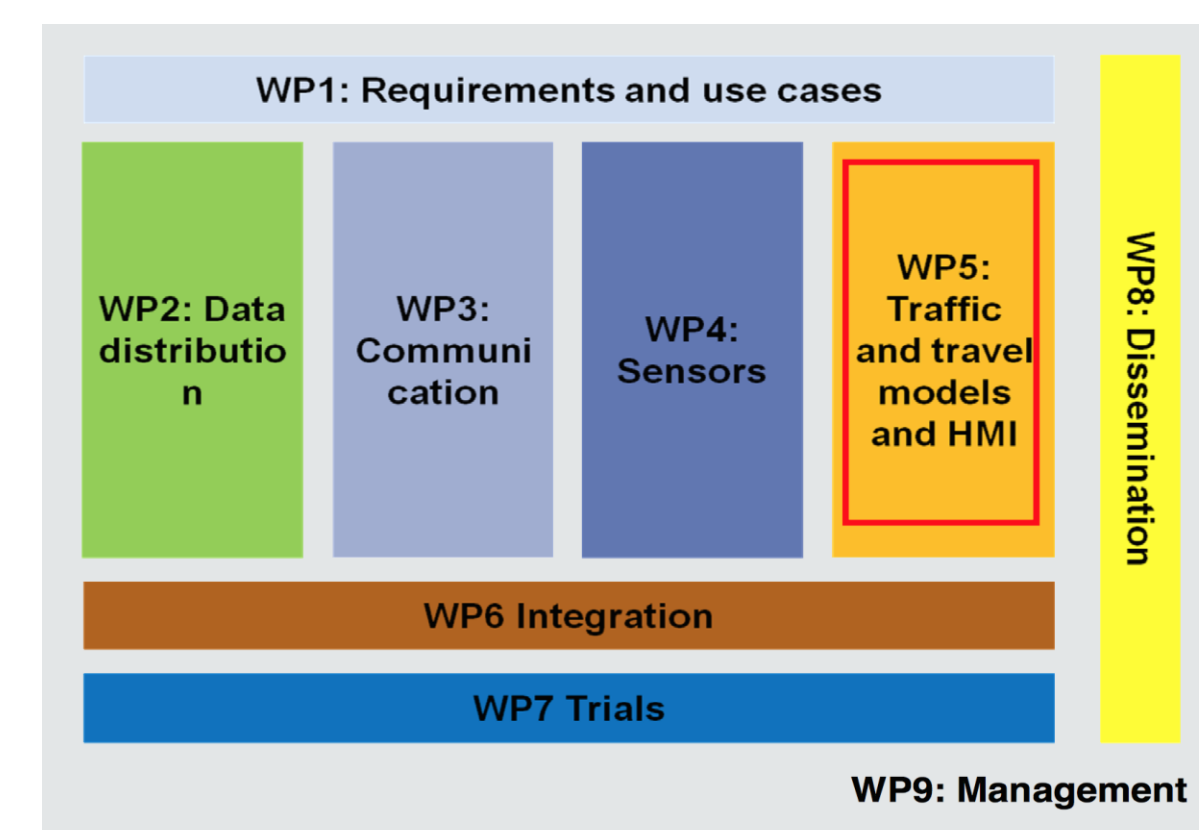 WP1: Requirements and use cases
WP2: Data
distributio
n
WP3:
Communi
cation
WP4:
Sensors
WP5:
Traffic
and travel
models
and HMI
WP8: Dissemination
WP6 Integration
WP7 Trials
WP9: Management